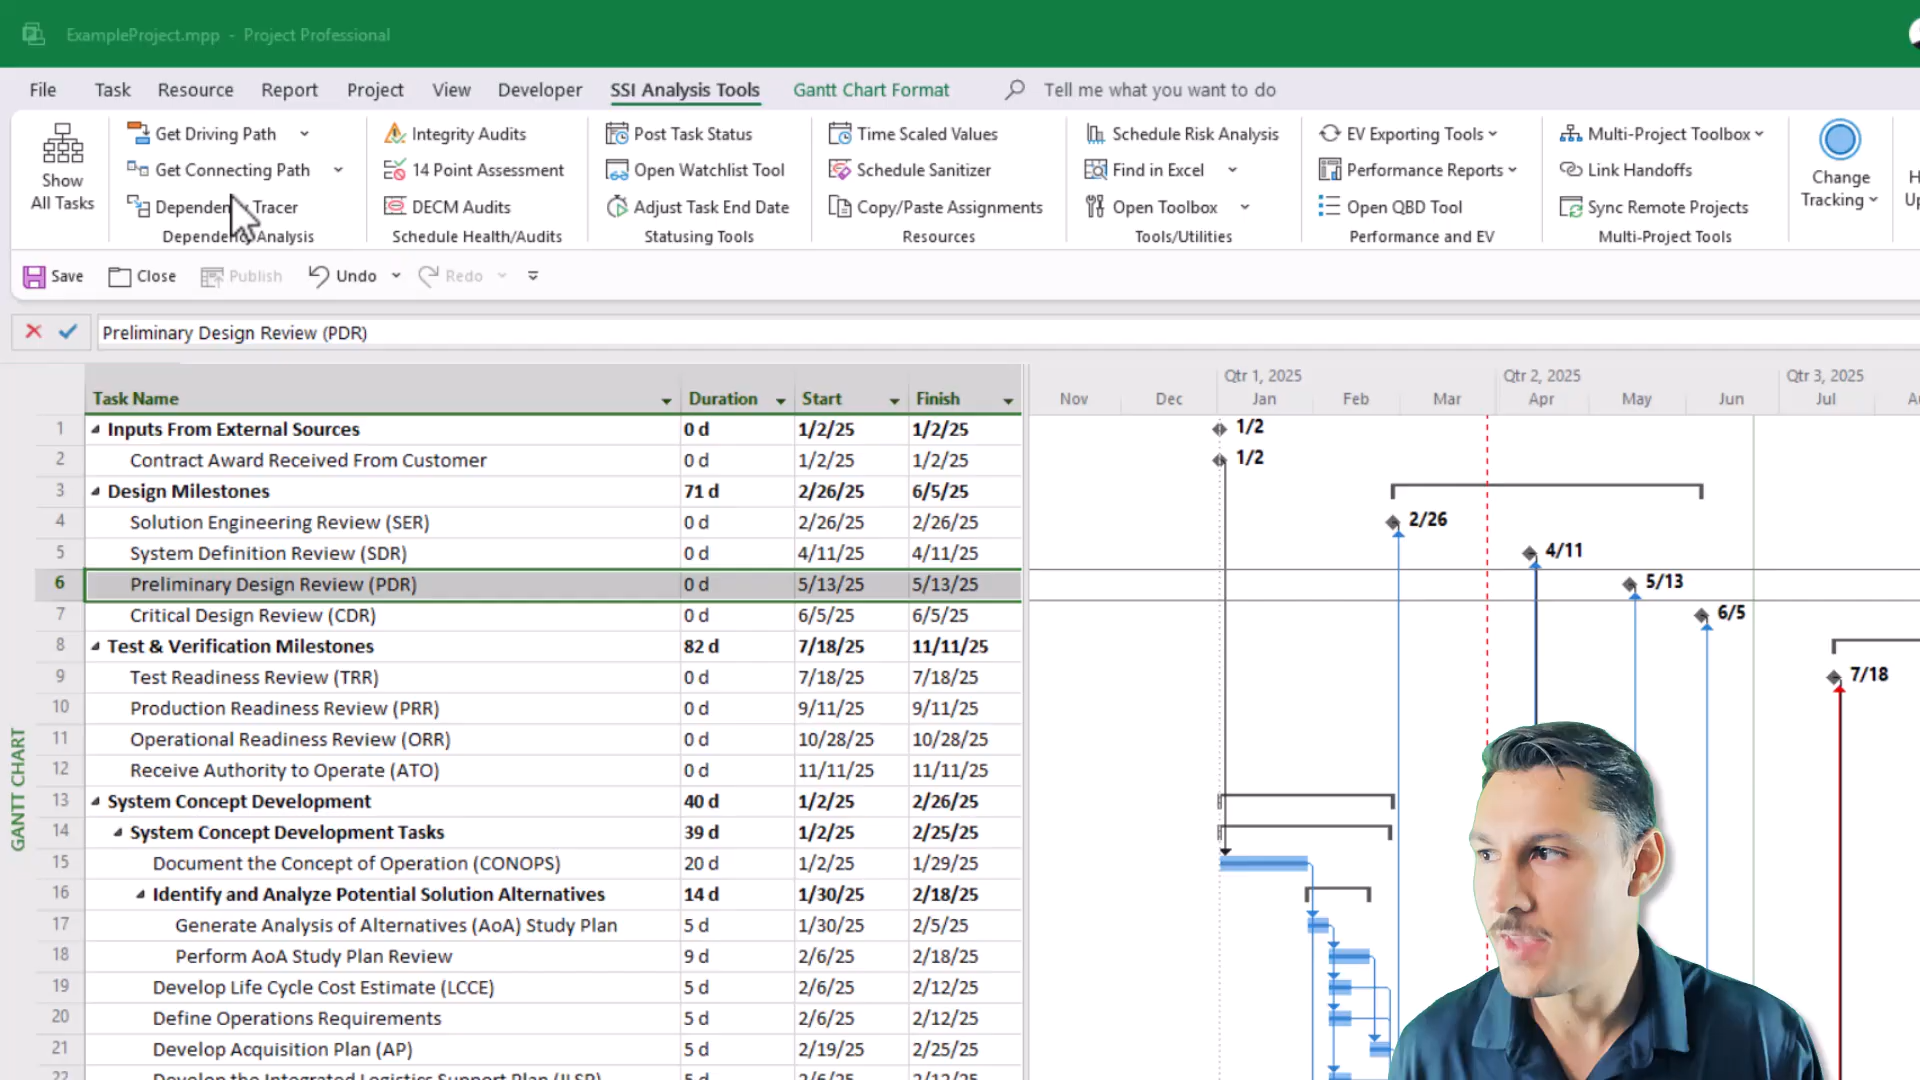 ExampleProject.mpp - Project Professional
File Task Resource Report Project View Developer SSI Analysis Tools Gantt Chart Format Tell me what you want to do
Show
All Tasks
Get Driving Path
Get Connecting Path
Tracer
Analysis
Integrity Audits
14 Point Assessment
DECM Audits
Schedule Health/Audits
Post Task Status
Open Watchlist Tool
Adjust Task End Date
Statusing Tools
Time Scaled Values
Schedule Sanitizer
Copy/Paste Assignments
Resources
Schedule Risk Analysis
Find in Excel
Open Toolbox
Tools/Utilities
EV Exporting Tools
Performance Reports
Open QBD Tool
Performance and EV
Multi-Project Toolbox
Link Handoffs
Sync Remote Projects
Multi-Project Tools
Change
Tracking
Save Close Publish Undo Redo
Preliminary Design Review (PDR)
Task Name Duration Start Finish
1 Inputs From External Sources 0 d 1/2/25 1/2/25
2 Contract Award Received From Customer 0 d 1/2/25 1/2/25
3 Design Milestones 71 d 2/26/25 6/5/25
4 Solution Engineering Review (SER) 0 d 2/26/25 2/26/25
5 System Definition Review (SDR) 0 d 4/11/25 4/11/25
6 Preliminary Design Review (PDR) 0 d 5/13/25 5/13/25
7 Critical Design Review (CDR) 0 d 6/5/25 6/5/25
8 Test & Verification Milestones 82 d 7/18/25 11/11/25
9 Test Readiness Review (TRR) 0 d 7/18/25 7/18/25
10 Production Readiness Review (PRR) 0 d 9/11/25 9/11/25
11 Operational Readiness Review (ORR) 0 d 10/28/25 10/28/25
12 Receive Authority to Operate (ATO) 0 d 11/11/25 11/11/25
13 System Concept Development 40 d 1/2/25 2/26/25
14 System Concept Development Tasks 39 d 1/2/25 2/25/25
15 Document the Concept of Operation (CONOPS) 20 d 1/2/25 1/29/25
16 Identify and Analyze Potential Solution Alternatives 14 d 1/30/25 2/18/25
17 Generate Analysis of Alternatives (AoA) Study Plan 5 d 1/30/25 2/5/25
18 Perform AoA Study Plan Review 9 d 2/6/25 2/18/25
19 Develop Life Cycle Cost Estimate (LCCE) 5 d 2/6/25 2/12/25
20 Define Operations Requirements 5 d 2/6/25 2/12/25
21 Develop Acquisition Plan (AP) 5 d 2/19/25 2/25/25
22 Develop the Integrated Logistics Support Plan (ILSP) 5 d 2/6/25 2/12/25
GANTT CHART
Qtr 1, 2025 Qtr 2, 2025 Qtr 3, 2025
Nov Dec Jan Feb Mar Apr May Jun Jul
1/2
1/2
2/26
4/11
5/13
6/5
7/18